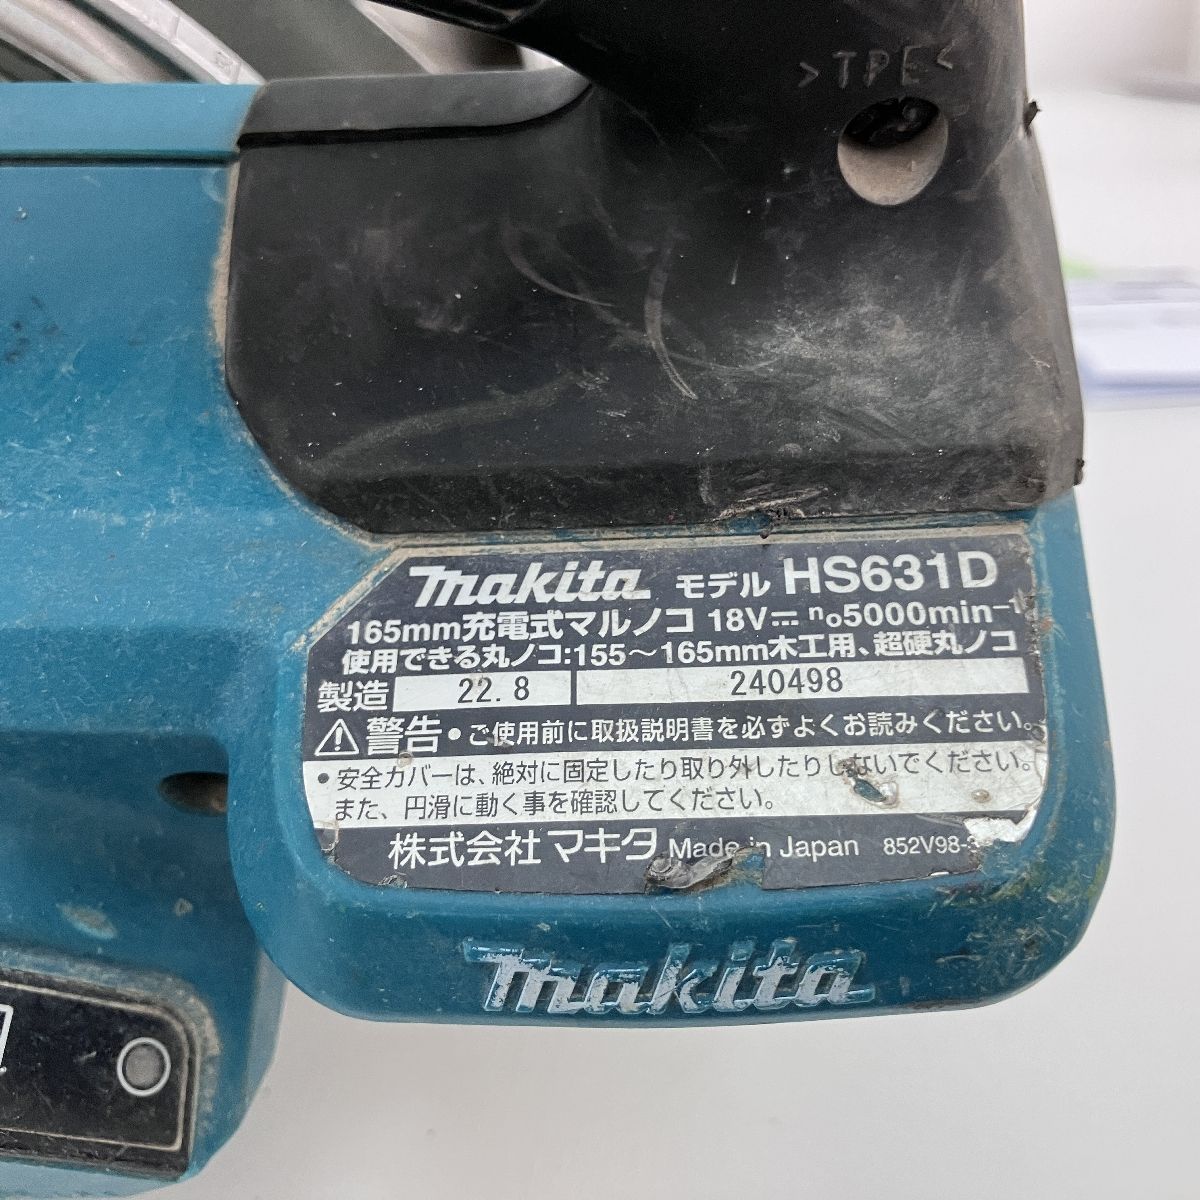 >TPE<
makita モデル HS631D
165mm充電式マルノコ 18V⎓ n₀5000min⁻¹
使用できる丸ノコ:155～165mm木工用、超硬丸ノコ
製造 22.8 240498
⚠警告 ●ご使用前に取扱説明書を必ずよくお読みください。
●安全カバーは、絶対に固定したり取り外したりしないでください。
また、円滑に動く事を確認してください。
株式会社マキタ Made in Japan 852V98-
makita